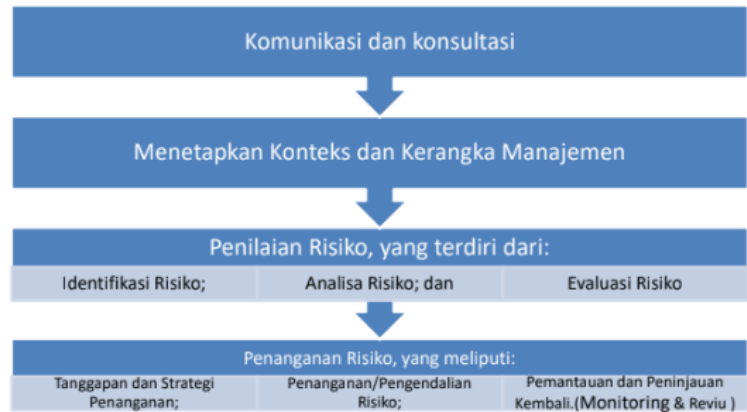 Komunikasi dan konsultasi
Menetapkan Konteks dan Kerangka Manajemen
Penilaian Risiko, yang terdiri dari:
Identifikasi Risiko;
Analisa Risiko; dan
Evaluasi Risiko
Penanganan Risiko, yang meliputi:
Tanggapan dan Strategi
Penanganan;
Penanganan/Pengendalian
Risiko;
Pemantauan dan Peninjauan
Kembali.(Monitoring & Reviu )